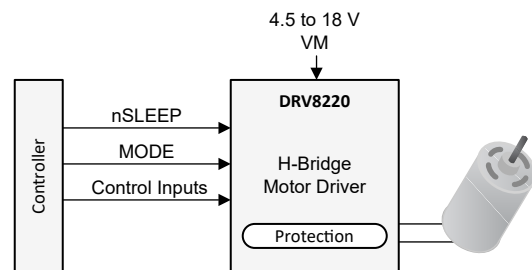 4.5 to 18 V
VM
DRV8220
nSLEEP
MODE
Control Inputs
Controller
H-Bridge
Motor Driver
Protection